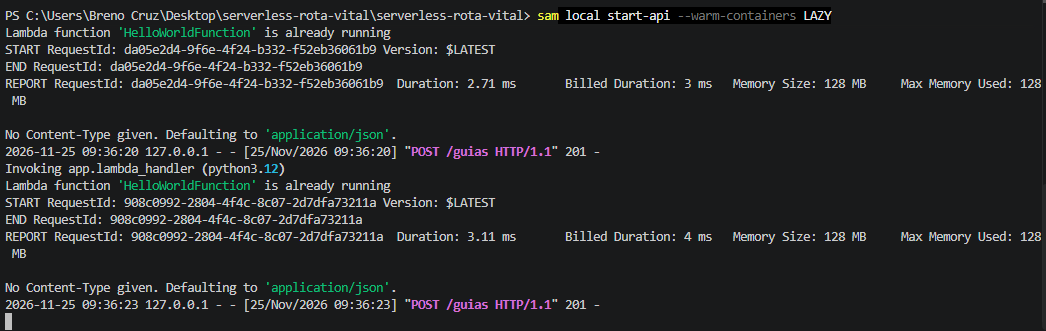 PS C:\Users\Breno Cruz\Desktop\serverless-rota-vital\serverless-rota-vital> sam local start-api --warm-containers LAZY
Lambda function 'HelloWorldFunction' is already running
START RequestId: da05e2d4-9f6e-4f24-b332-f52eb36061b9 Version: $LATEST
END RequestId: da05e2d4-9f6e-4f24-b332-f52eb36061b9
REPORT RequestId: da05e2d4-9f6e-4f24-b332-f52eb36061b9  Duration: 2.71 ms      Billed Duration: 3 ms   Memory Size: 128 MB     Max Memory Used: 128
 MB
No Content-Type given. Defaulting to 'application/json'.
2026-11-25 09:36:20 127.0.0.1 - - [25/Nov/2026 09:36:20] "POST /guias HTTP/1.1" 201 -
Invoking app.lambda_handler (python3.12)
Lambda function 'HelloWorldFunction' is already running
START RequestId: 908c0992-2804-4f4c-8c07-2d7dfa73211a Version: $LATEST
END RequestId: 908c0992-2804-4f4c-8c07-2d7dfa73211a
REPORT RequestId: 908c0992-2804-4f4c-8c07-2d7dfa73211a  Duration: 3.11 ms      Billed Duration: 4 ms   Memory Size: 128 MB     Max Memory Used: 128
 MB
No Content-Type given. Defaulting to 'application/json'.
2026-11-25 09:36:23 127.0.0.1 - - [25/Nov/2026 09:36:23] "POST /guias HTTP/1.1" 201 -